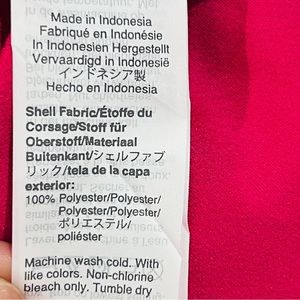 Made in Indonesia
Fabriqué en Indonésie
In Indonesien Hergestellt
Vervaardigd in Indonesië
インドネシア製
Hecho en Indonesia
Shell Fabric/Étoffe du
Corsage/Stoff für
Oberstoff/Materiaal
Buitenkant/シェルファブ
リック/tela de la capa
exterior:
100% Polyester/Polyester/
Polyester/Polyester/
ポリエステル/
poliéster
Machine wash cold. With
like colors. Non-chlorine
bleach only. Tumble dry